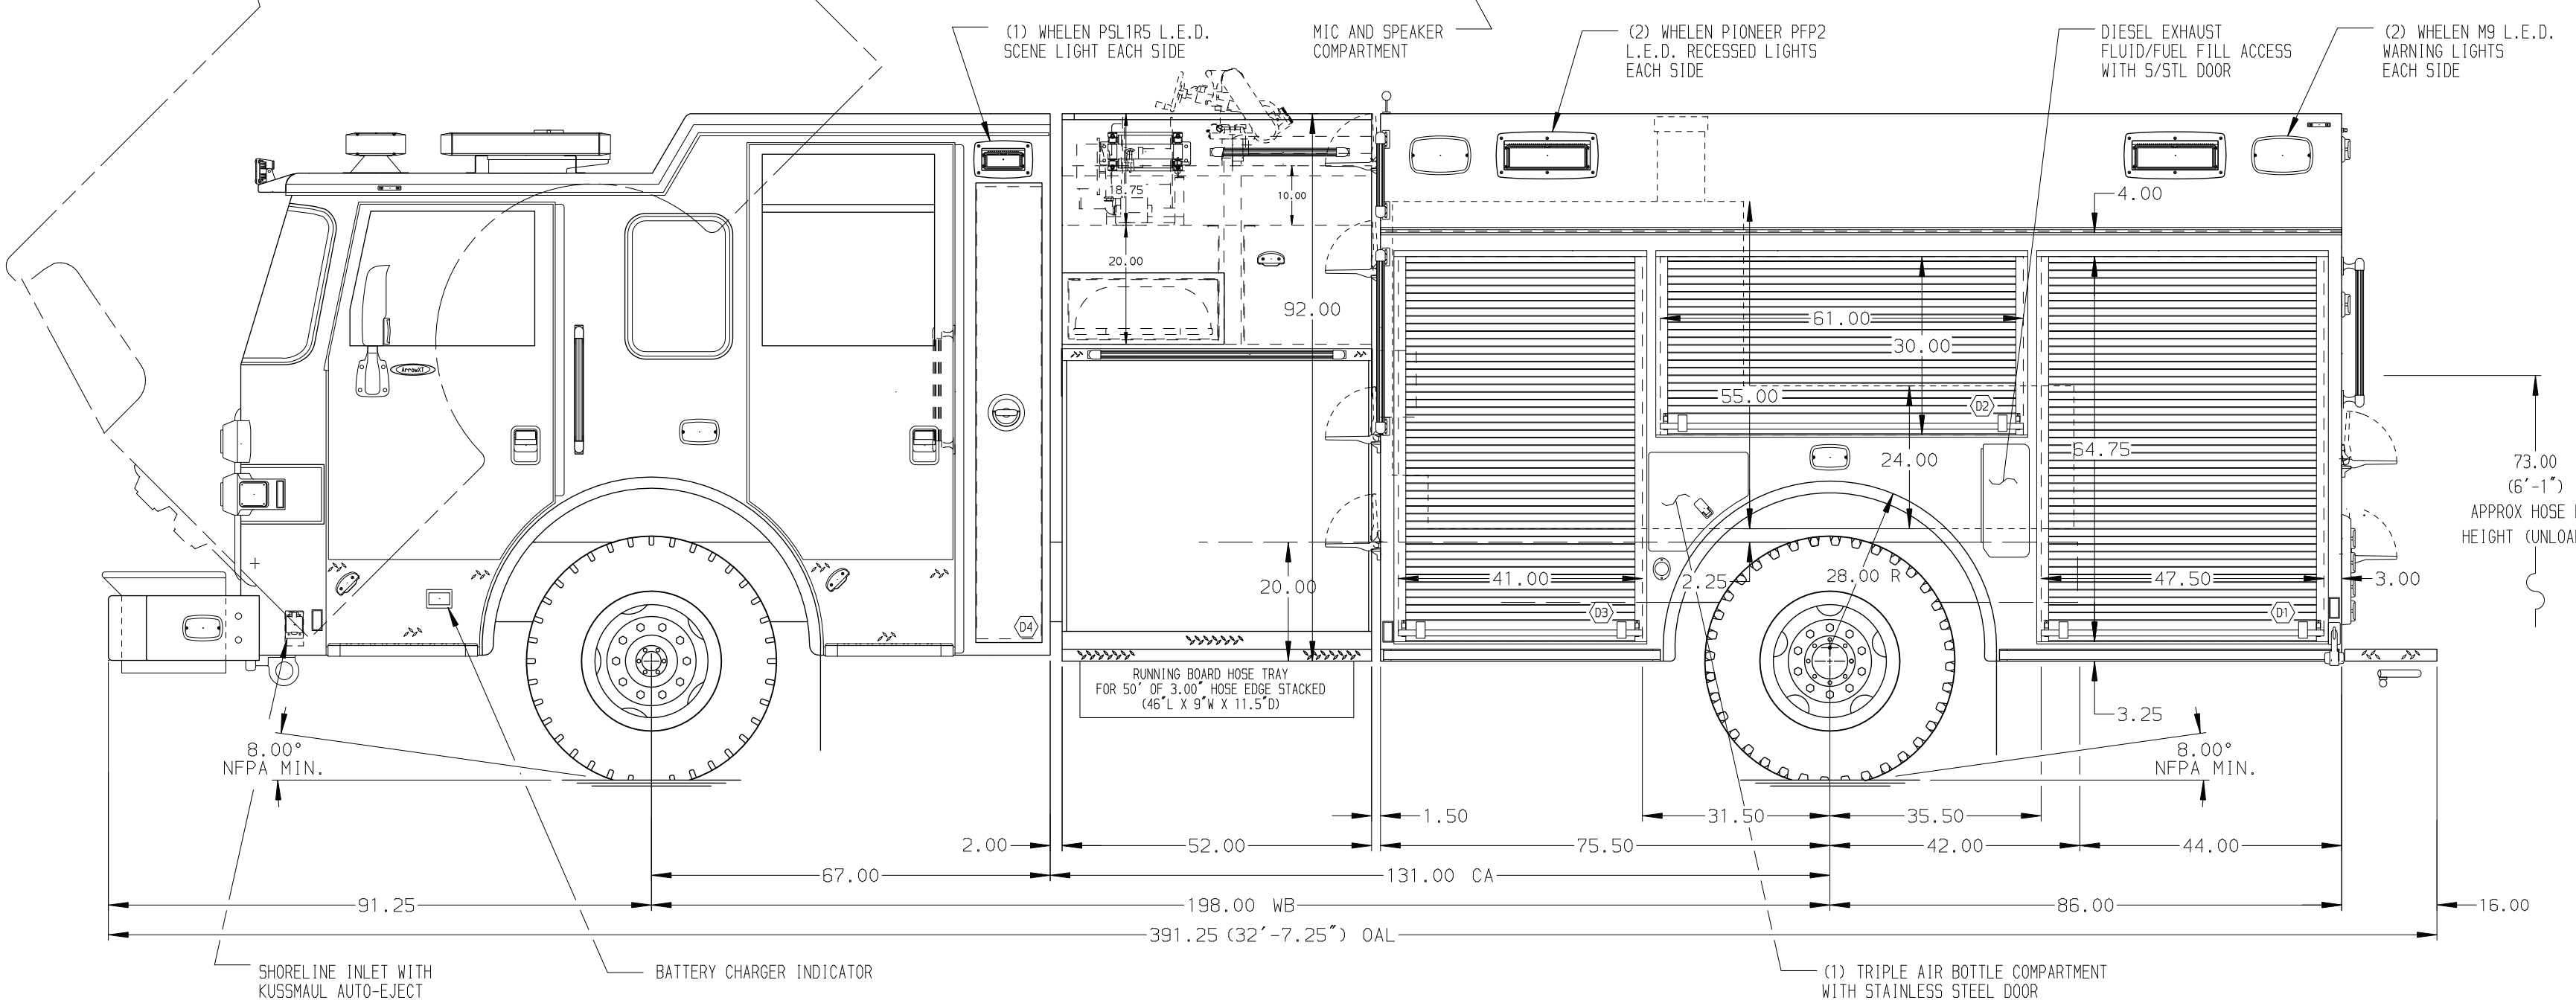 (1) WHELEN PSL1R5 L.E.D.
SCENE LIGHT EACH SIDE
MIC AND SPEAKER
COMPARTMENT
(2) WHELEN PIONEER PFP2
L.E.D. RECESSED LIGHTS
EACH SIDE
DIESEL EXHAUST
FLUID/FUEL FILL ACCESS
WITH S/STL DOOR
(2) WHELEN M9 L.E.D.
WARNING LIGHTS
EACH SIDE
18.75
10.00
4.00
20.00
92.00
61.00
30.00
ArrowXT
55.00
D2
64.75
24.00
73.00
(6'-1")
APPROX HOSE
HEIGHT
20.00
41.00
2.25
28.00 R
47.50
3.00
D4
D3
D1
RUNNING BOARD HOSE TRAY
FOR 50' OF 3.00" HOSE EDGE STACKED
(46"L X 9"W X 11.5"D)
3.25
8.00°
NFPA MIN.
8.00°
NFPA MIN.
1.50
31.50
35.50
2.00
52.00
75.50
42.00
44.00
67.00
131.00 CA
91.25
198.00 WB
86.00
16.00
391.25 (32'-7.25") OAL
SHORELINE INLET WITH
KUSSMAUL AUTO-EJECT
BATTERY CHARGER INDICATOR
(1) TRIPLE AIR BOTTLE COMPARTMENT
WITH STAINLESS STEEL DOOR